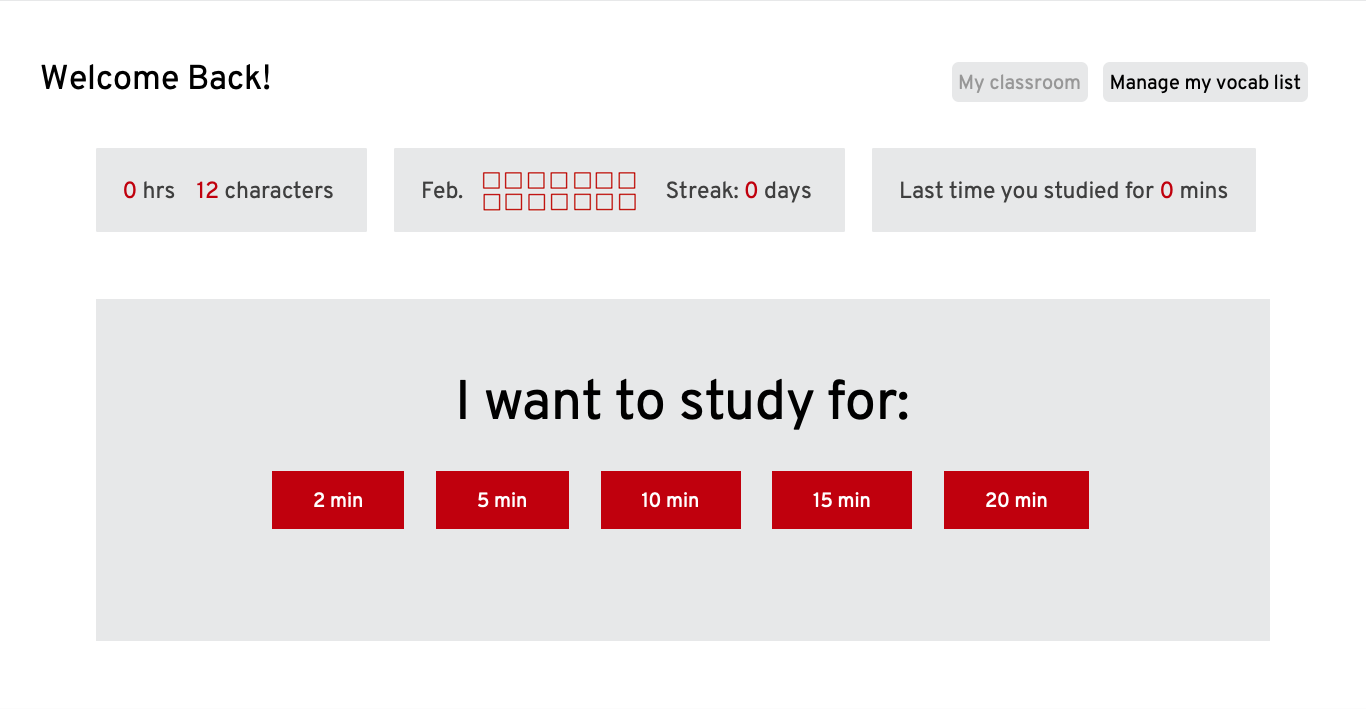 Welcome Back!
My classroom
Manage my vocab list
0 hrs 12 characters
Feb.
Streak: 0 days
Last time you studied for 0 mins
I want to study for:
2 min
5 min
10 min
15 min
20 min